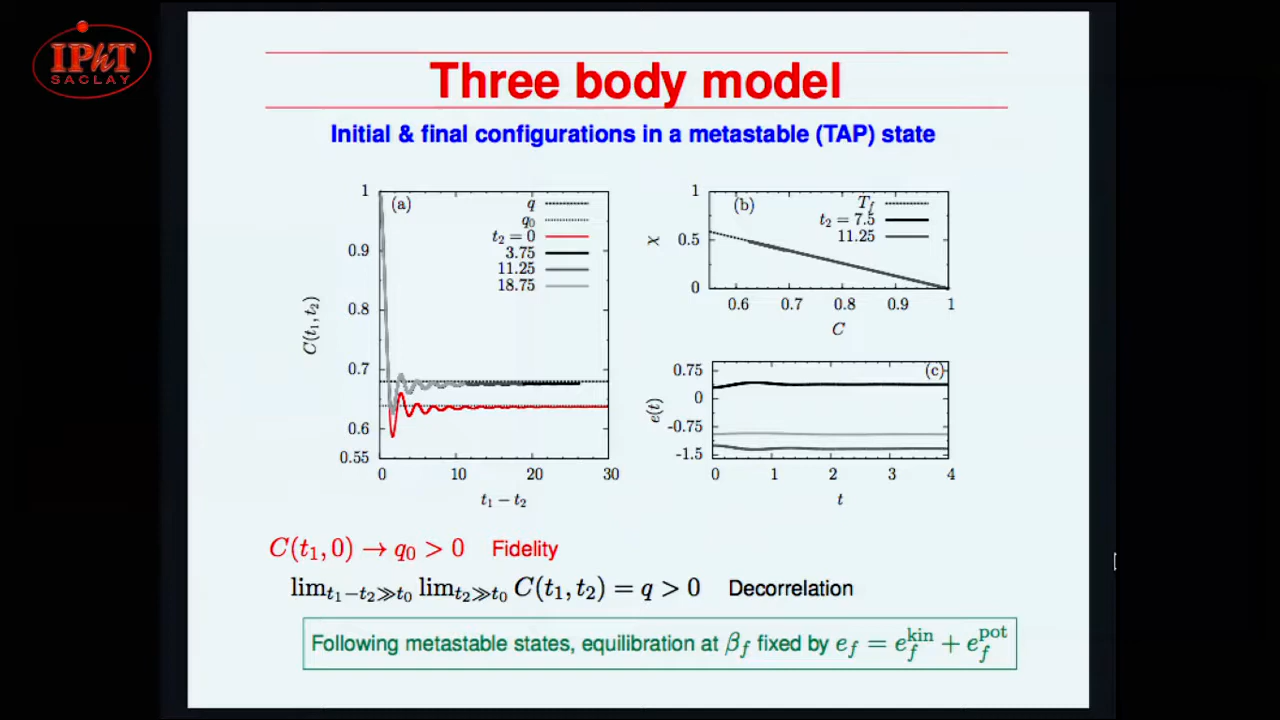 IPhT
SACLAY
Three body model
Initial & final configurations in a metastable (TAP) state
(a)
q
q₀
t₂ = 0
3.75
11.25
18.75
1
0.9
0.8
0.7
0.6
0.55
C(t₁, t₂)
0 10 20 30
t₁ − t₂
(b)
T_f
t₂ = 7.5
11.25
1
0.5
0
χ
0.6 0.7 0.8 0.9 1
C
(c)
0.75
0
-0.75
-1.5
e(t)
0 1 2 3 4
t
C(t₁, 0) → q₀ > 0 Fidelity
lim_{t₁−t₂≫t₀} lim_{t₂≫t₀} C(t₁, t₂) = q > 0 Decorrelation
Following metastable states, equilibration at β_f fixed by e_f = e_f^kin + e_f^pot